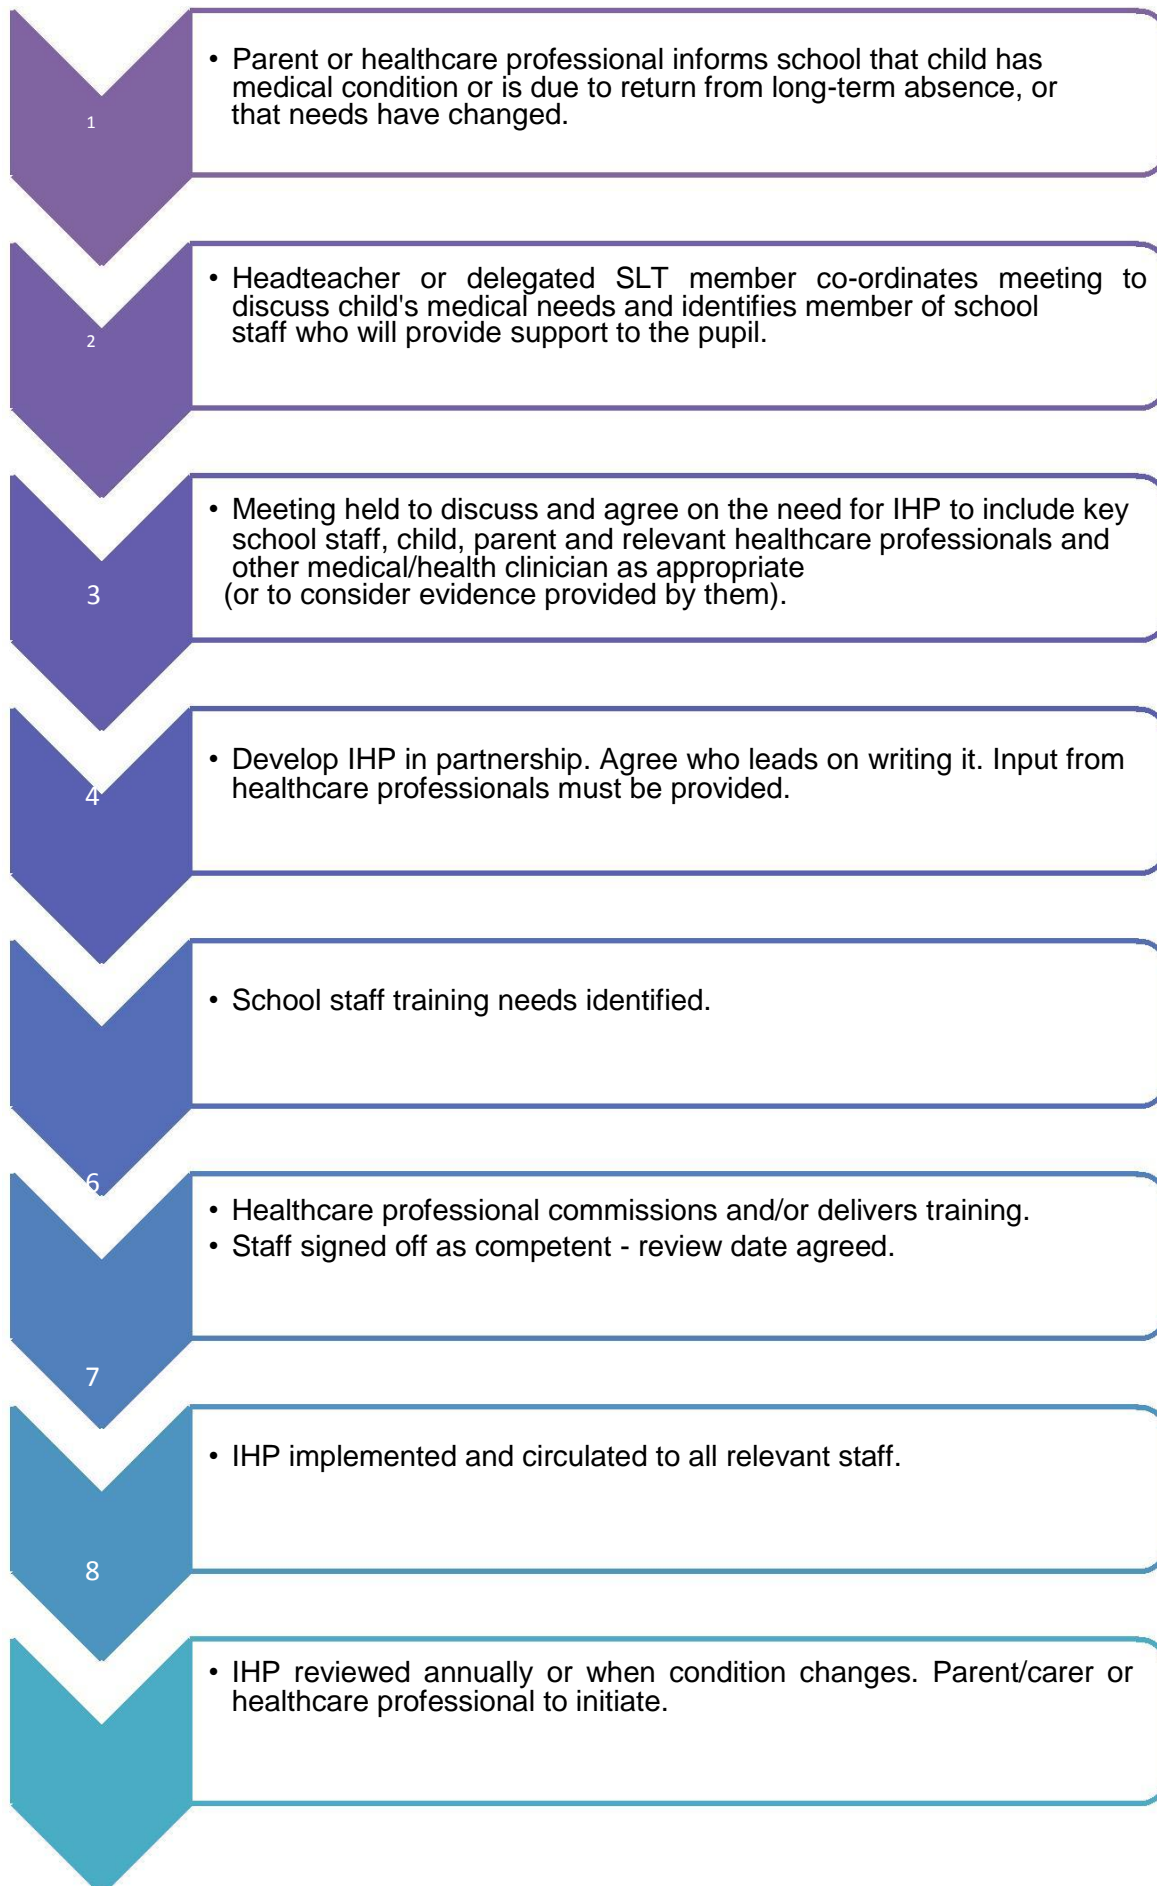 1
• Parent or healthcare professional informs school that child has
medical condition or is due to return from long-term absence, or
that needs have changed.
2
• Headteacher or delegated SLT member co-ordinates meeting to
discuss child's medical needs and identifies member of school
staff who will provide support to the pupil.
3
• Meeting held to discuss and agree on the need for IHP to include key
school staff, child, parent and relevant healthcare professionals and
other medical/health clinician as appropriate
(or to consider evidence provided by them).
4
• Develop IHP in partnership. Agree who leads on writing it. Input from
healthcare professionals must be provided.
• School staff training needs identified.
6
• Healthcare professional commissions and/or delivers training.
• Staff signed off as competent - review date agreed.
7
• IHP implemented and circulated to all relevant staff.
8
• IHP reviewed annually or when condition changes. Parent/carer or
healthcare professional to initiate.